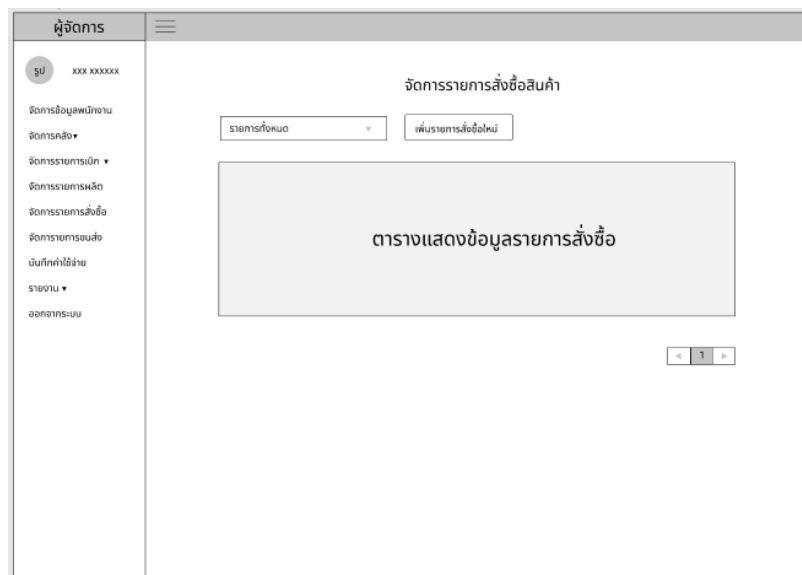 ผู้จัดการ
รูป
xxx xxxxxx
จัดการข้อมูลพนักงาน
จัดการคลัง▾
จัดการรายการเบิก ▾
จัดการรายการผลิต
จัดการรายการสั่งซื้อ
จัดการายการขนส่ง
บันทึกค่าใช้จ่าย
รายงาน ▾
ออกจากระบบ
จัดการรายการสั่งซื้อสินค้า
รายการทั้งหมด
เพิ่มรายการสั่งซื้อใหม่
ตารางแสดงข้อมูลรายการสั่งซื้อ
1